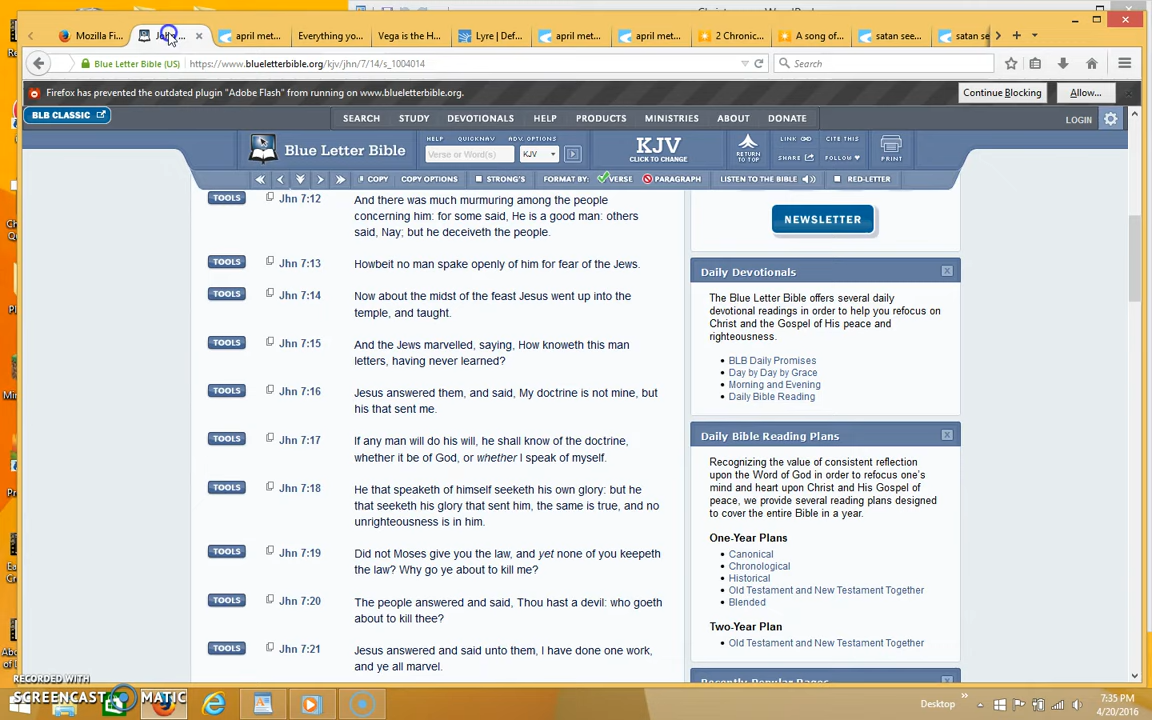 Mozilla Fi... Jo april met... Everything yo... Vega is the H... Lyre | Def... april met... april met... 2 Chronic... A song of... satan see... satan se
Blue Letter Bible (US) https://www.blueletterbible.org/kjv/jhn/7/14/s_1004014 Search
Firefox has prevented the outdated plugin "Adobe Flash" from running on www.blueletterbible.org. Continue Blocking Allow...
BLB CLASSIC SEARCH STUDY DEVOTIONALS HELP PRODUCTS MINISTRIES ABOUT DONATE LOGIN
HELP QUICKNAV ADV. OPTIONS
Blue Letter Bible Verse or Word(s) KJV KJV CLICK TO CHANGE RETURN TO TOP LINK CITE THIS SHARE FOLLOW PRINT
COPY COPY OPTIONS STRONG'S FORMAT BY: VERSE PARAGRAPH LISTEN TO THE BIBLE RED-LETTER
TOOLS Jhn 7:12 And there was much murmuring among the people
concerning him: for some said, He is a good man: others
said, Nay; but he deceiveth the people.
TOOLS Jhn 7:13 Howbeit no man spake openly of him for fear of the Jews.
TOOLS Jhn 7:14 Now about the midst of the feast Jesus went up into the
temple, and taught.
TOOLS Jhn 7:15 And the Jews marvelled, saying, How knoweth this man
letters, having never learned?
TOOLS Jhn 7:16 Jesus answered them, and said, My doctrine is not mine, but
his that sent me.
TOOLS Jhn 7:17 If any man will do his will, he shall know of the doctrine,
whether it be of God, or whether I speak of myself.
TOOLS Jhn 7:18 He that speaketh of himself seeketh his own glory: but he
that seeketh his glory that sent him, the same is true, and no
unrighteousness is in him.
TOOLS Jhn 7:19 Did not Moses give you the law, and yet none of you keepeth
the law? Why go ye about to kill me?
TOOLS Jhn 7:20 The people answered and said, Thou hast a devil: who goeth
about to kill thee?
TOOLS Jhn 7:21 Jesus answered and said unto them, I have done one work,
and ye all marvel.
NEWSLETTER
Daily Devotionals
The Blue Letter Bible offers several daily
devotional readings in order to help you refocus on
Christ and the Gospel of His peace and
righteousness.
BLB Daily Promises
Day by Day by Grace
Morning and Evening
Daily Bible Reading
Daily Bible Reading Plans
Recognizing the value of consistent reflection
upon the Word of God in order to refocus one's
mind and heart upon Christ and His Gospel of
peace, we provide several reading plans designed
to cover the entire Bible in a year.
One-Year Plans
Canonical
Chronological
Historical
Old Testament and New Testament Together
Blended
Two-Year Plan
Old Testament and New Testament Together
RECORDED WITH
SCREENCAST MATIC
Desktop
7:35 PM
4/20/2016